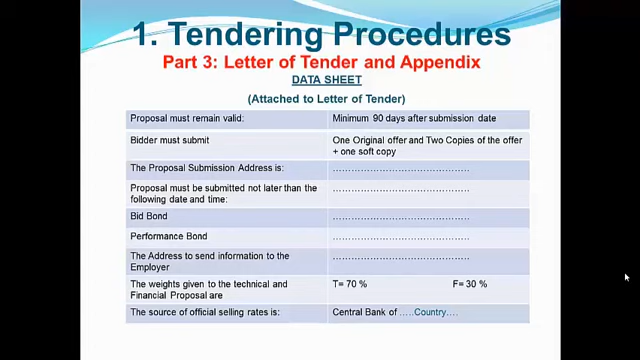 1. Tendering Procedures
Part 3: Letter of Tender and Appendix
DATA SHEET
(Attached to Letter of Tender)
Proposal must remain valid: Minimum 90 days after submission date
Bidder must submit One Original offer and Two Copies of the offer
+ one soft copy
The Proposal Submission Address is: ………………………………………
Proposal must be submitted not later than the ………………………………………
following date and time:
Bid Bond ………………………………………
Performance Bond ………………………………………
The Address to send information to the ………………………………………
Employer
The weights given to the technical and T= 70 % F= 30 %
Financial Proposal are
The source of official selling rates is: Central Bank of .....Country....